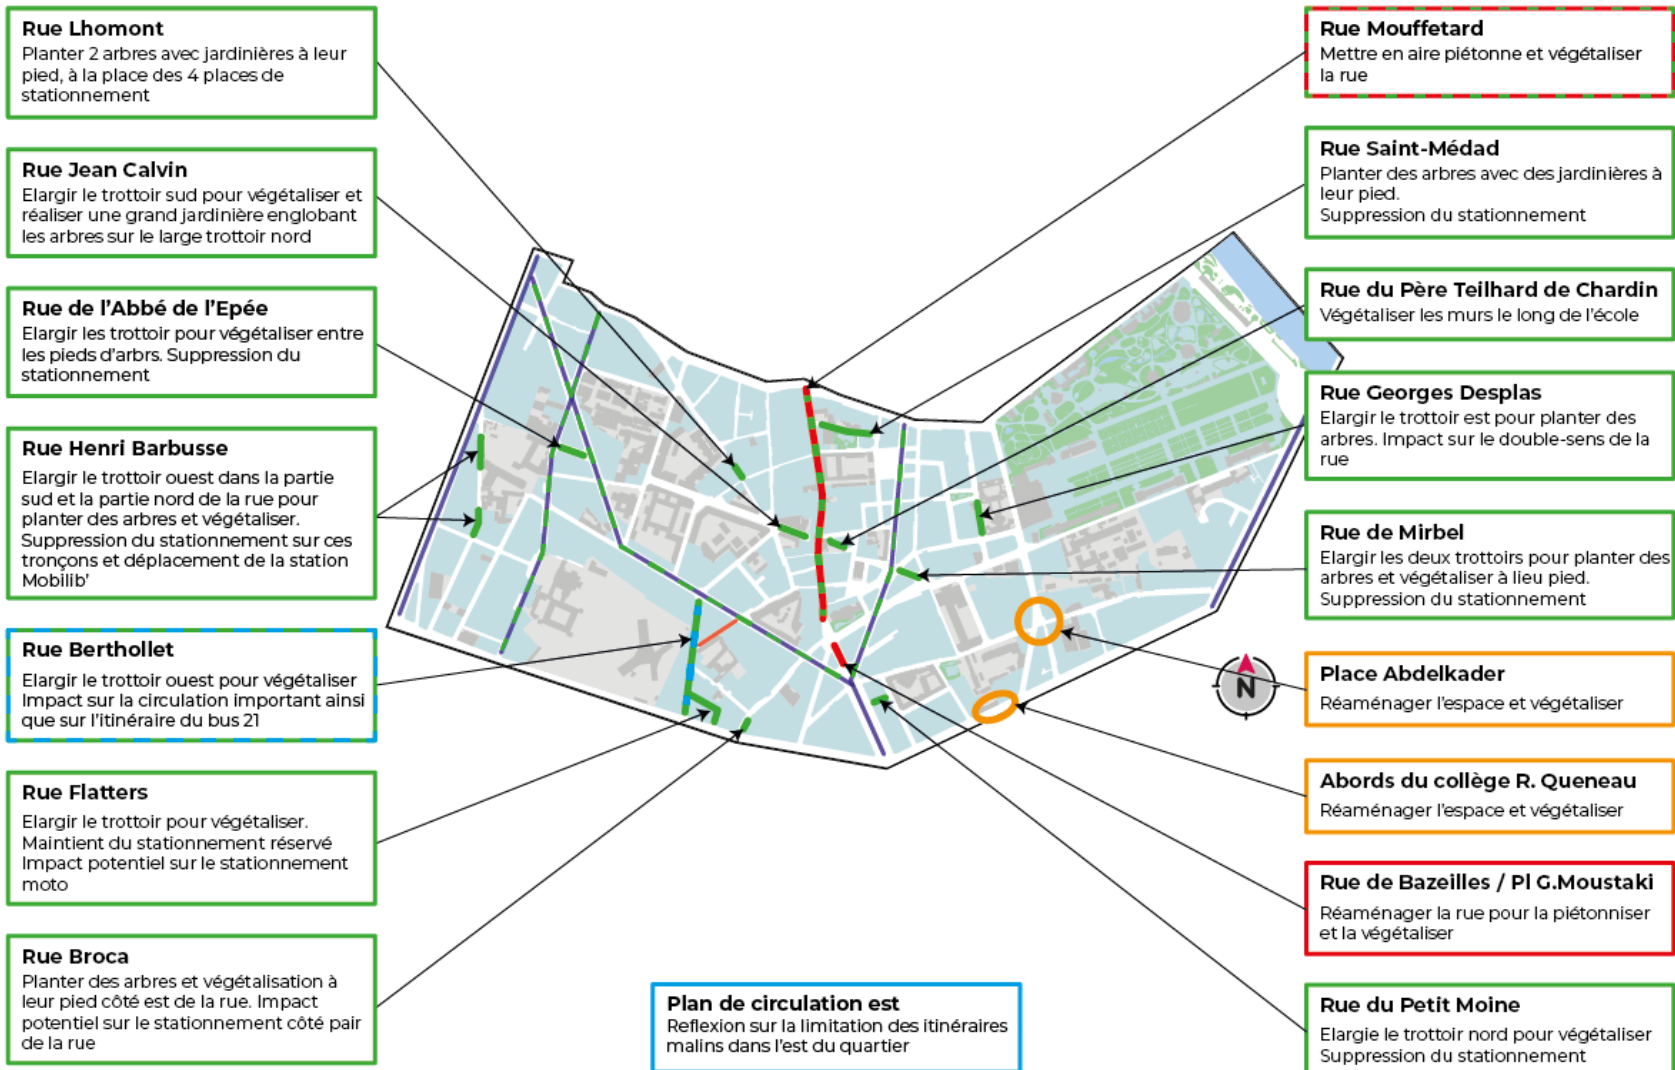 Rue Lhomont
Planter 2 arbres avec jardinières à leur
pied, à la place des 4 places de
stationnement
Rue Jean Calvin
Elargir le trottoir sud pour végétaliser et
réaliser une grand jardinière englobant
les arbres sur le large trottoir nord
Rue de l'Abbé de l'Epée
Elargir les trottoir pour végétaliser entre
les pieds d'arbrs. Suppression du
stationnement
Rue Henri Barbusse
Elargir le trottoir ouest dans la partie
sud et la partie nord de la rue pour
planter des arbres et végétaliser.
Suppression du stationnement sur ces
tronçons et déplacement de la station
Mobilib'
Rue Berthollet
Elargir le trottoir ouest pour végétaliser
Impact sur la circulation important ainsi
que sur l'itinéraire du bus 21
Rue Flatters
Elargir le trottoir pour végétaliser.
Maintient du stationnement réservé
Impact potentiel sur le stationnement
moto
Rue Broca
Planter des arbres et végétalisation à
leur pied côté est de la rue. Impact
potentiel sur le stationnement côté pair
de la rue
Plan de circulation est
Reflexion sur la limitation des itinéraires
malins dans l'est du quartier
Rue Mouffetard
Mettre en aire piétonne et végétaliser
la rue
Rue Saint-Médad
Planter des arbres avec des jardinières à
leur pied.
Suppression du stationnement
Rue du Père Teilhard de Chardin
Végétaliser les murs le long de l'école
Rue Georges Desplas
Elargir le trottoir est pour planter des
arbres. Impact sur le double-sens de la
rue
Rue de Mirbel
Elargir les deux trottoirs pour planter des
arbres et végétaliser à lieu pied.
Suppression du stationnement
N
Place Abdelkader
Réaménager l'espace et végétaliser
Abords du collège R. Queneau
Réaménager l'espace et végétaliser
Rue de Bazeilles / Pl G.Moustaki
Réaménager la rue pour la piétonniser
et la végétaliser
Rue du Petit Moine
Elargie le trottoir nord pour végétaliser
Suppression du stationnement